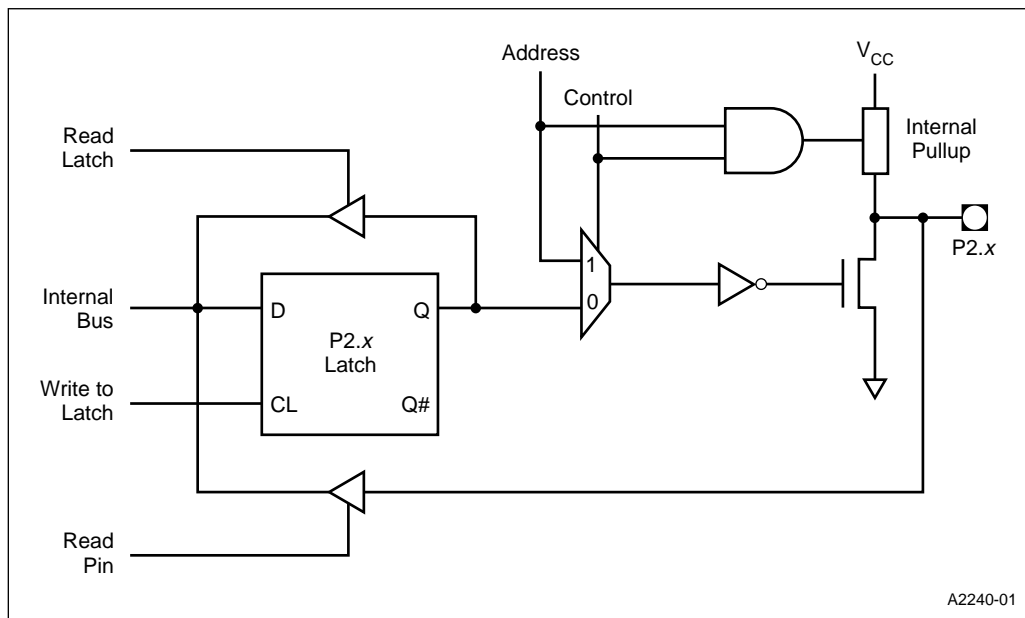 Address
V_CC
Control
Read
Latch
Internal
Pullup
P2.x
1
Internal
Bus
D
Q
0
P2.x
Latch
Write to
Latch
CL
Q#
Read
Pin
A2240-01